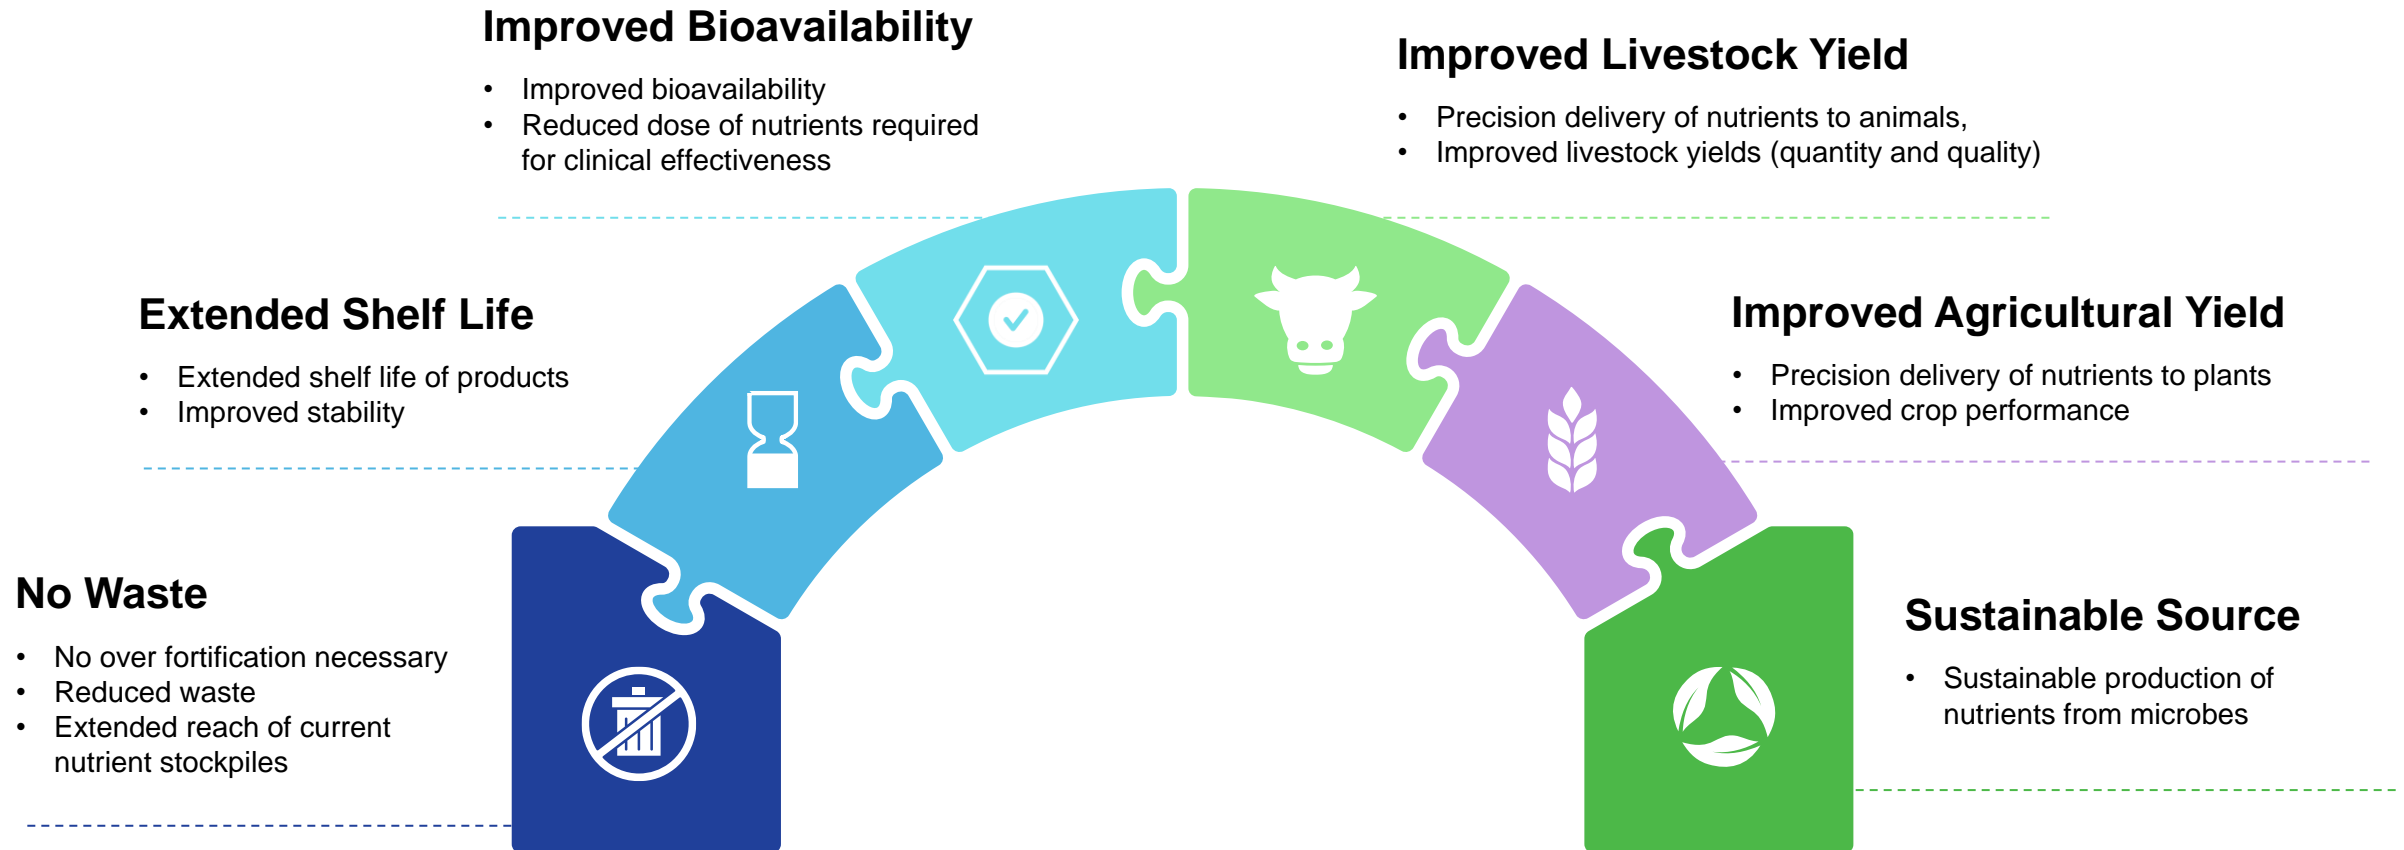 Improved Bioavailability
• Improved bioavailability
• Reduced dose of nutrients required
for clinical effectiveness
Improved Livestock Yield
• Precision delivery of nutrients to animals,
• Improved livestock yields (quantity and quality)
Extended Shelf Life
• Extended shelf life of products
• Improved stability
Improved Agricultural Yield
• Precision delivery of nutrients to plants
• Improved crop performance
No Waste
• No over fortification necessary
• Reduced waste
• Extended reach of current
nutrient stockpiles
Sustainable Source
• Sustainable production of
nutrients from microbes